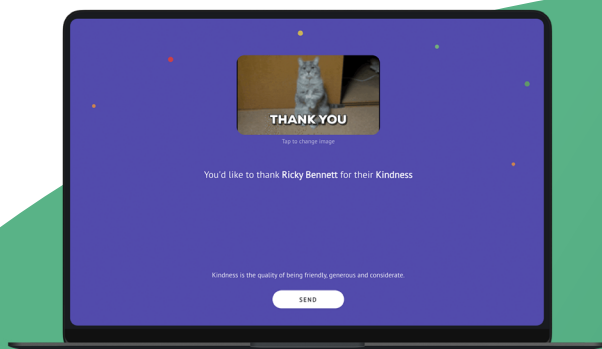 THANK YOU
Tap to change image
You'd like to thank Ricky Bennett for their Kindness
Kindness is the quality of being friendly, generous and considerate.
SEND